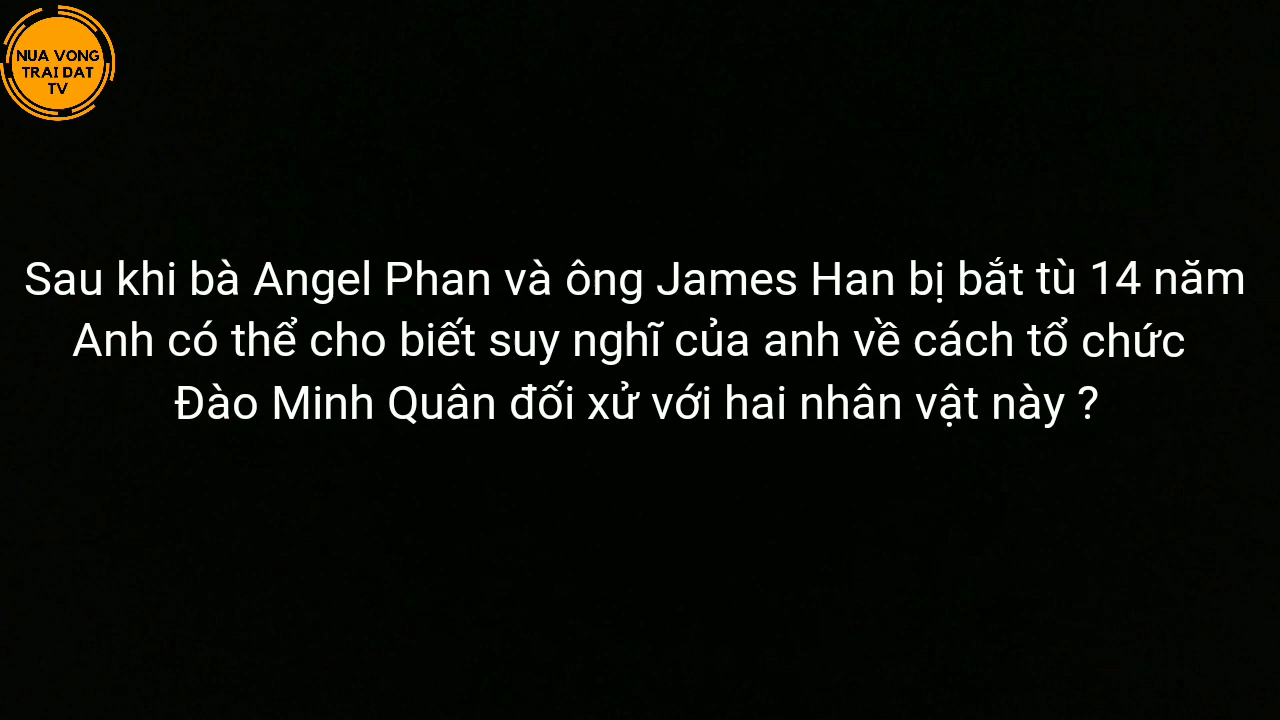 NUA VONG
TRAI DAT
TV
Sau khi bà Angel Phan và ông James Han bị bắt tù 14 năm
Anh có thể cho biết suy nghĩ của anh về cách tổ chức
Đào Minh Quân đối xử với hai nhân vật này ?